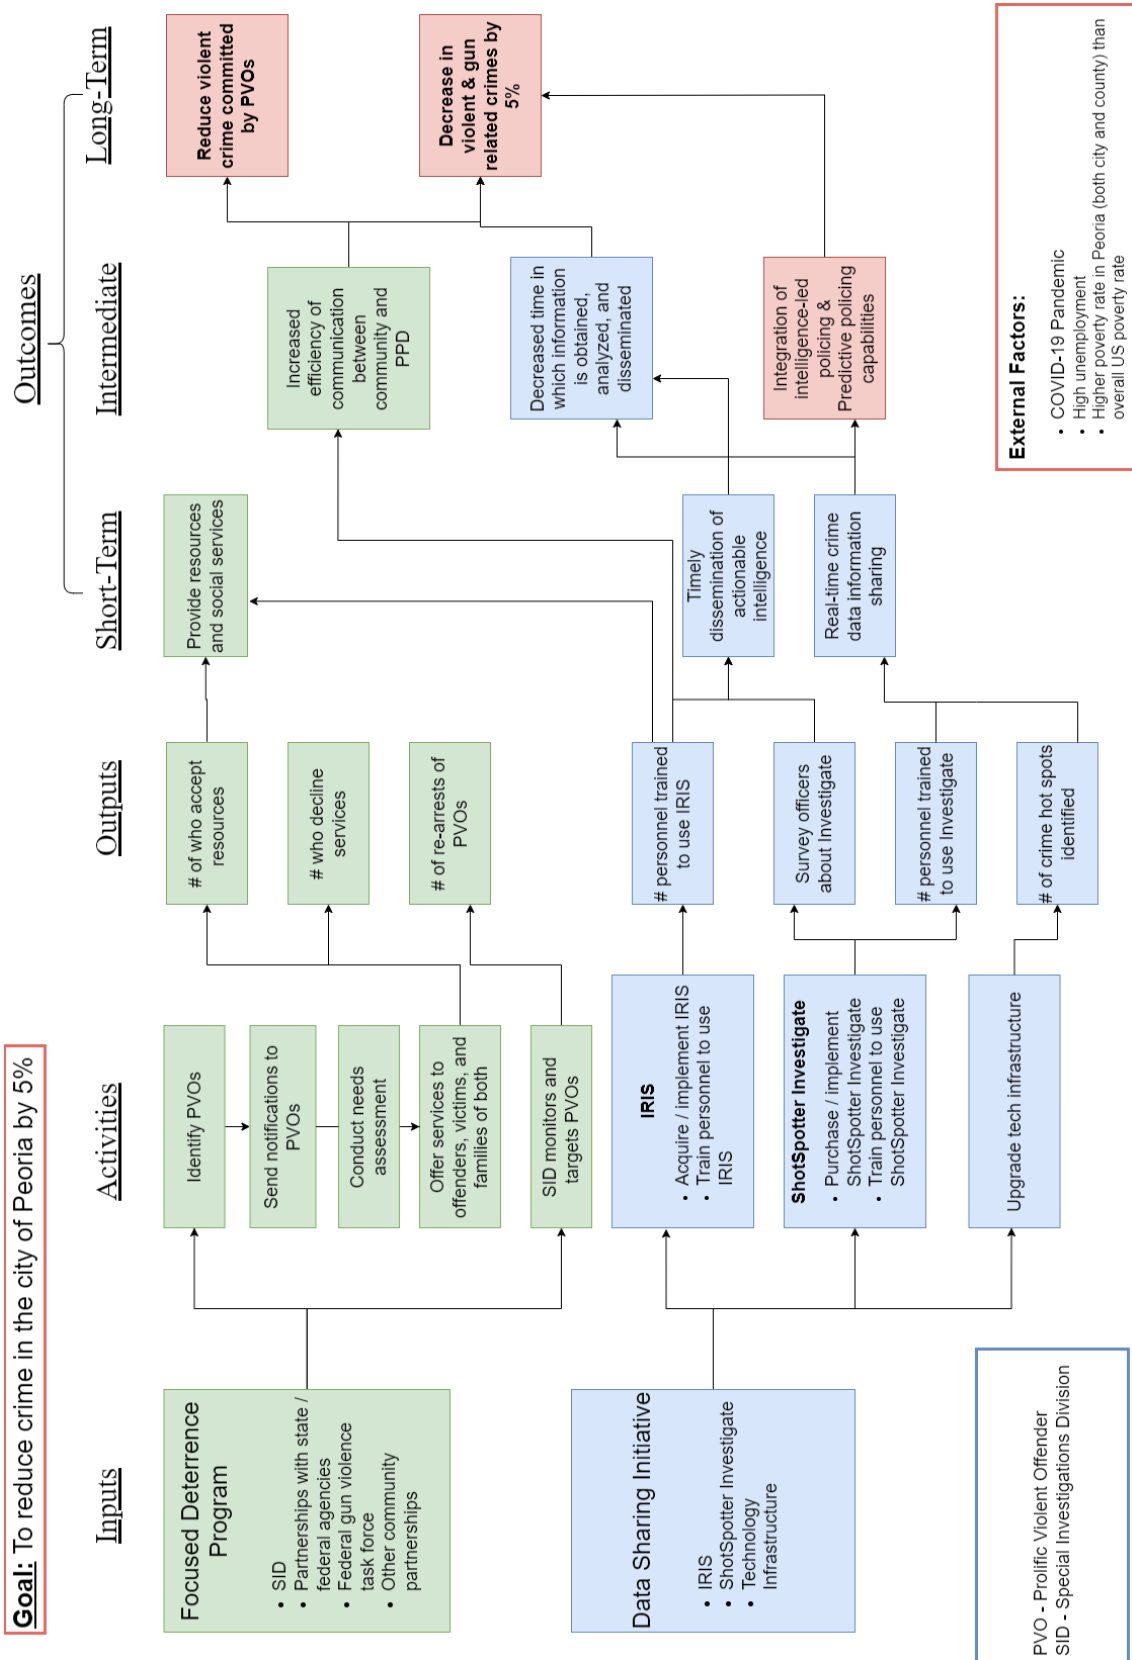 Goal: To reduce crime in the city of Peoria by 5%
Outcomes
Inputs
Activities
Outputs
Short-Term
Intermediate
Long-Term
Focused Deterrence
Program
• SID
• Partnerships with state /
federal agencies
• Federal gun violence
task force
• Other community
partnerships
Data Sharing Initiative
• IRIS
• ShotSpotter Investigate
• Technology
Infrastructure
Identify PVOs
Send notifications to
PVOs
Conduct needs
assessment
Offer services to
offenders, victims, and
families of both
SID monitors and
targets PVOs
IRIS
• Acquire / implement IRIS
• Train personnel to use
IRIS
ShotSpotter Investigate
• Purchase / implement
ShotSpotter Investigate
• Train personnel to use
ShotSpotter Investigate
Upgrade tech infrastructure
# of who accept
resources
# who decline
services
# of re-arrests of
PVOs
# personnel trained
to use IRIS
Survey officers
about Investigate
# personnel trained
to use Investigate
# of crime hot spots
identified
Provide resources
and social services
Timely
dissemination of
actionable
intelligence
Real-time crime
data information
sharing
Increased
efficiency of
communication
between
community and
PPD
Decreased time in
which information
is obtained,
analyzed, and
disseminated
Integration of
intelligence-led
policing &
Predictive policing
capabilities
Reduce violent
crime committed
by PVOs
Decrease in
violent & gun
related crimes by
5%
PVO - Prolific Violent Offender
SID - Special Investigations Division
External Factors:
• COVID-19 Pandemic
• High unemployment
• Higher poverty rate in Peoria (both city and county) than
overall US poverty rate